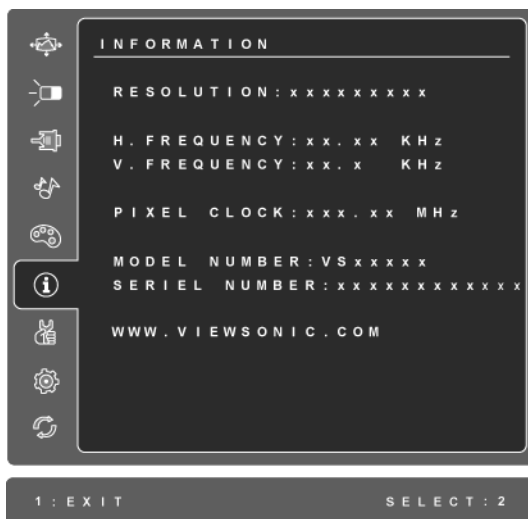 INFORMATION
RESOLUTION:xxxxxxxxx
H.FREQUENCY:xx.xx KHz
V.FREQUENCY:xx.x KHz
PIXEL CLOCK:xxx.xx MHz
MODEL NUMBER:VSxxxxx
SERIEL NUMBER:xxxxxxxxxxxx
WWW.VIEWSONIC.COM
1:EXIT SELECT:2